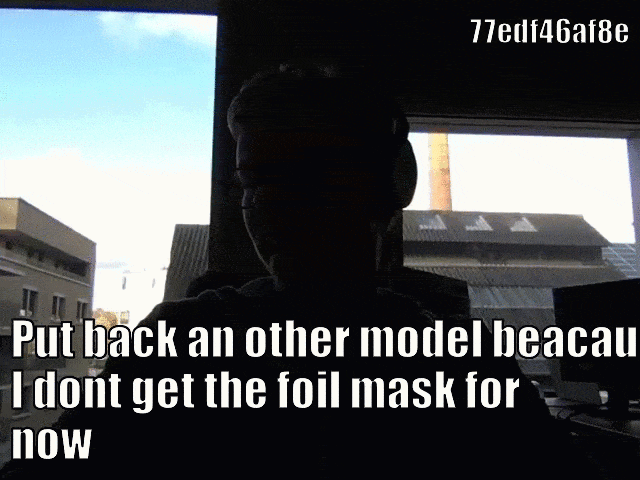 77edf46af8e
Put back an other model beacau
I dont get the foil mask for
now